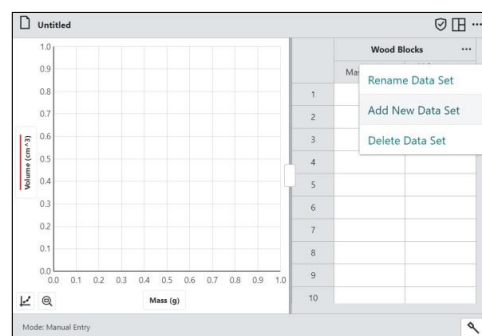 Untitled
Wood Blocks
Rename Data Set
Add New Data Set
Delete Data Set
1
2
3
4
5
6
7
8
9
10
1.0
0.9
0.8
0.7
0.6
0.5
0.4
0.3
0.2
0.1
0.0
Volume (cm^3)
0.0 0.1 0.2 0.3 0.4 0.5 0.6 0.7 0.8 0.9 1.0
Mass (g)
Mode: Manual Entry